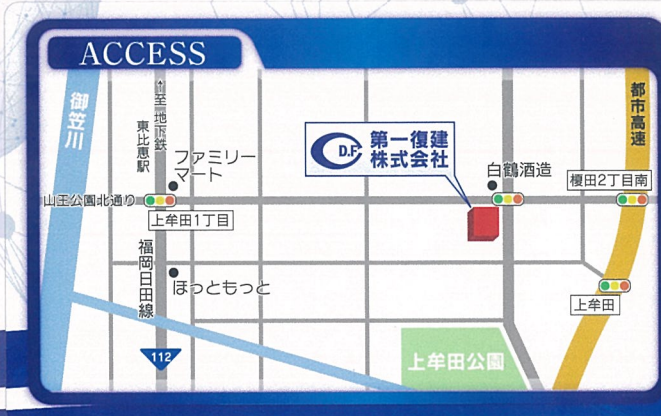 ACCESS
御笠川
↑至 地下鉄
東比恵駅
ファミリー
マート
D.F.
第一復建
株式会社
白鶴酒造
都市高速
榎田2丁目南
山王公園北通り
上牟田1丁目
福岡日田線
ほっともっと
上牟田
112
上牟田公園